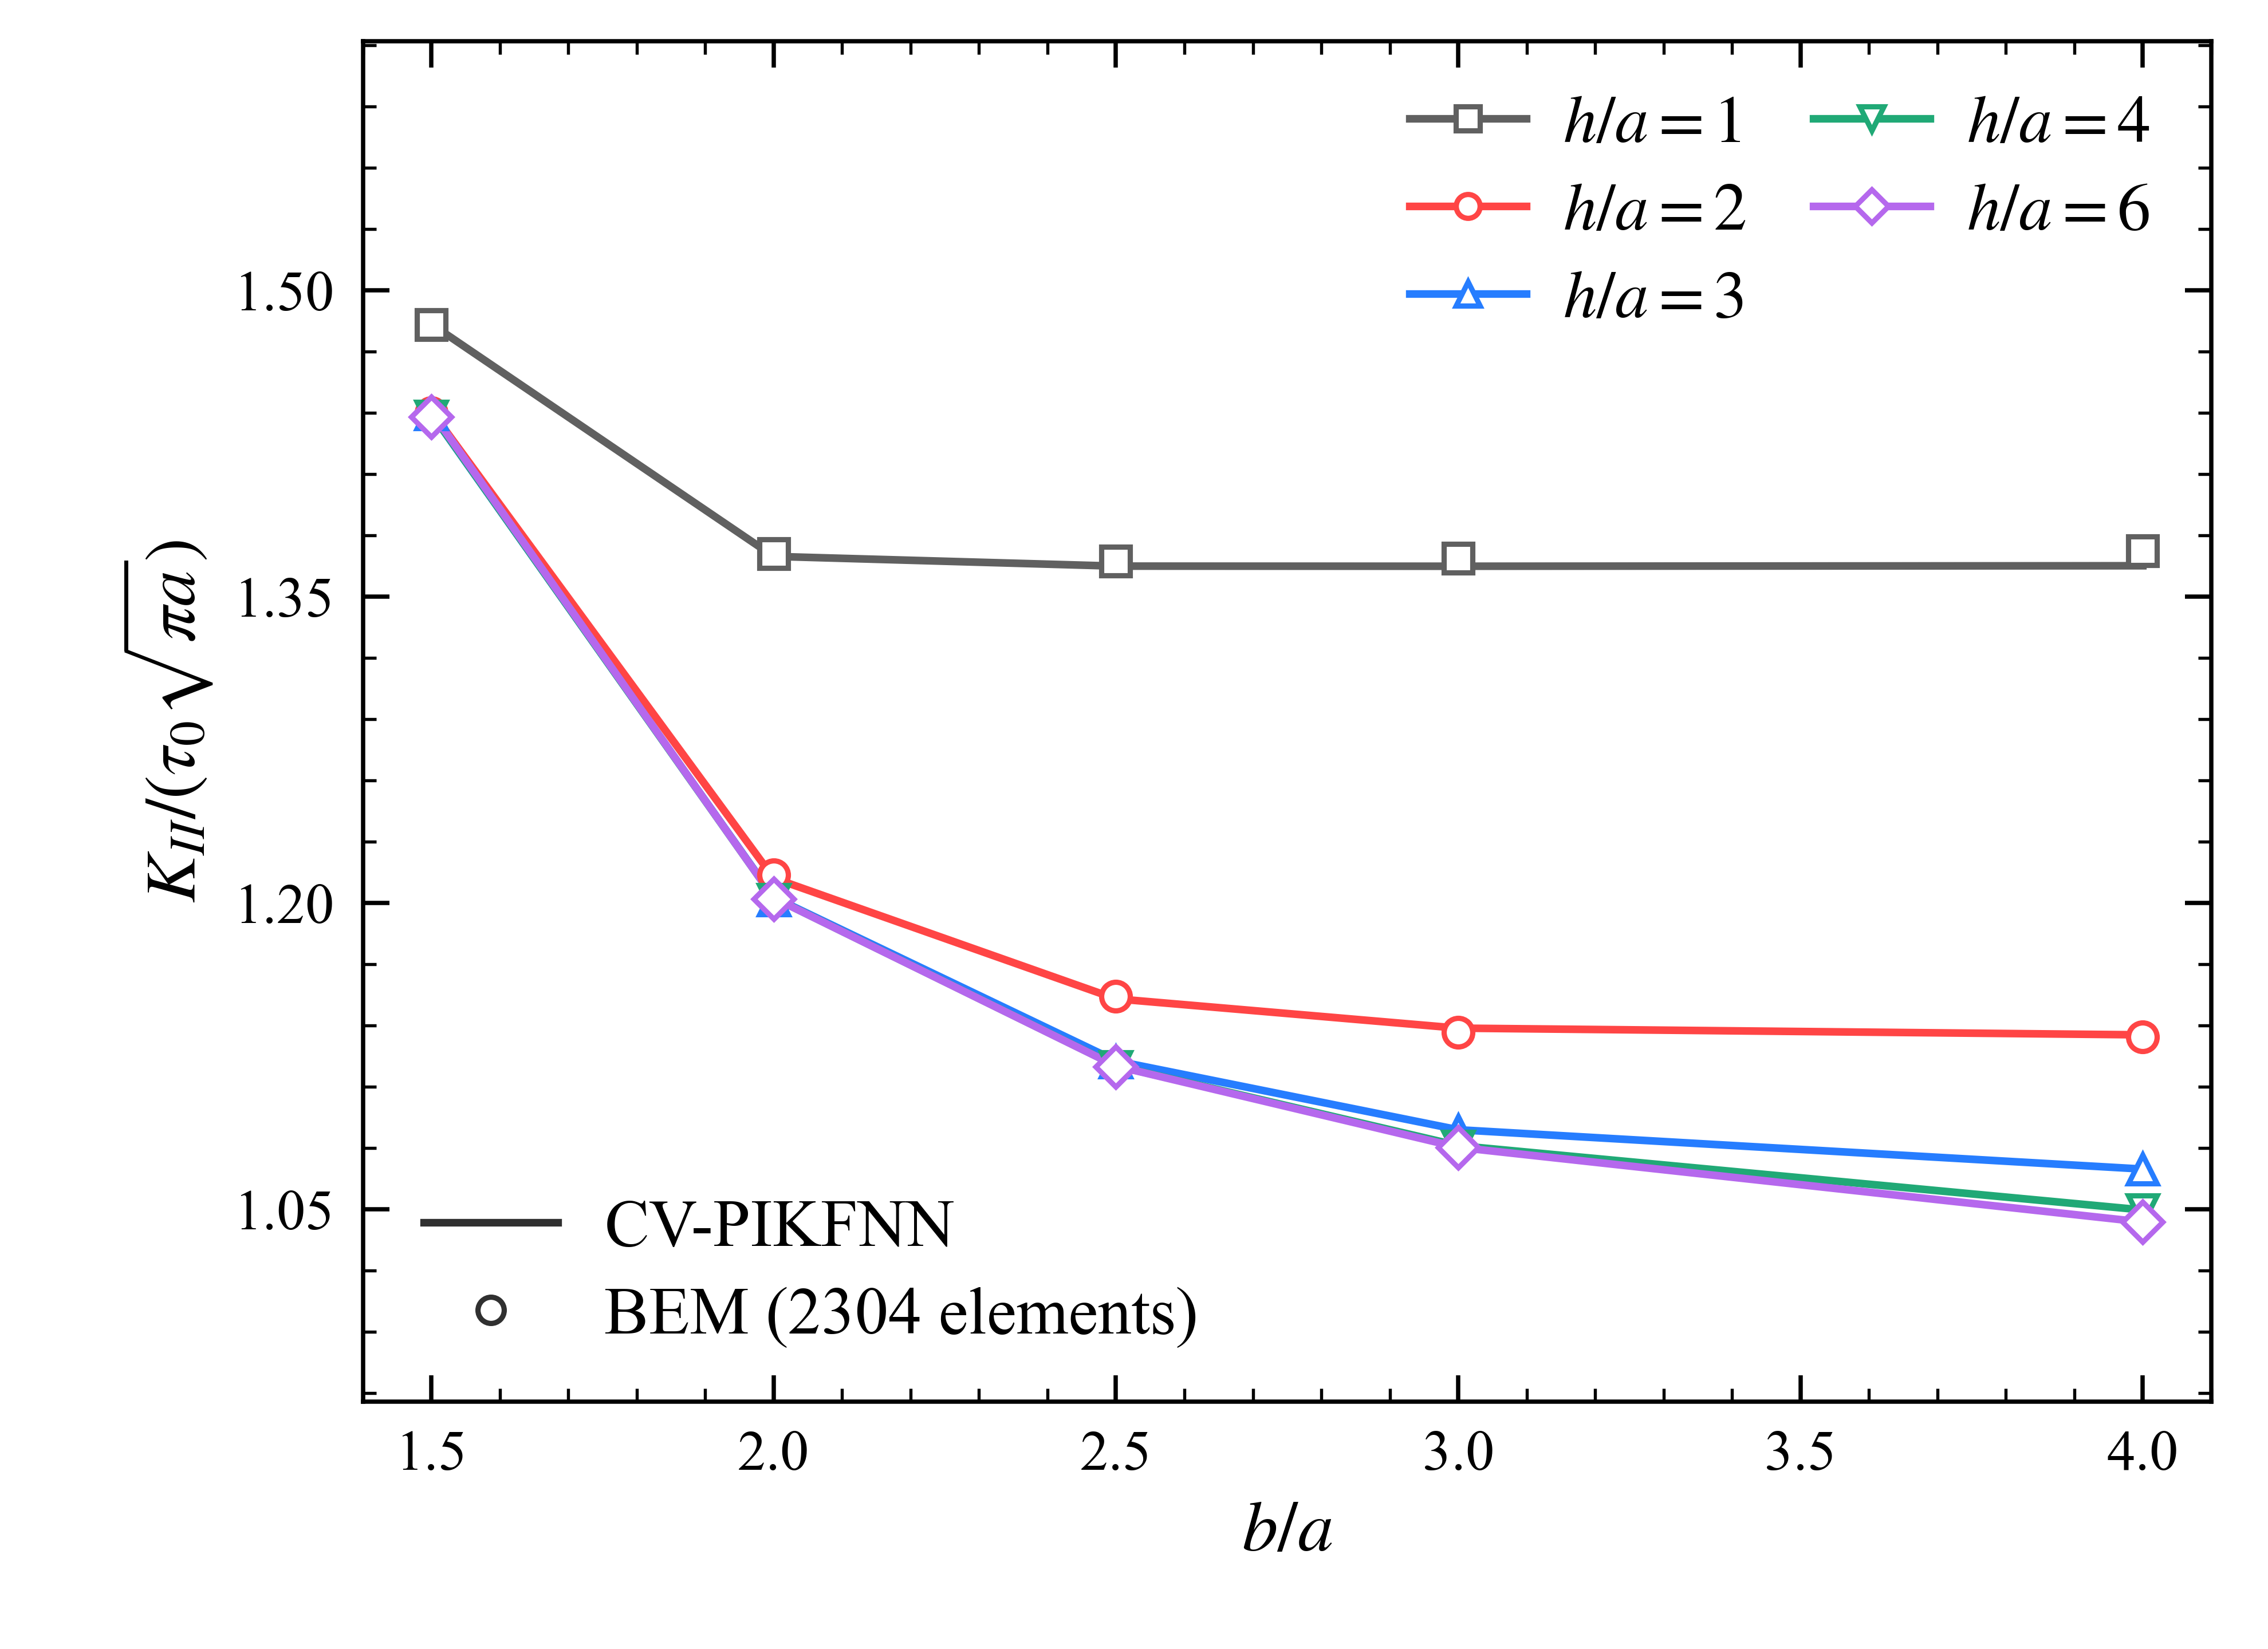 h/a = 1
h/a = 2
h/a = 3
h/a = 4
h/a = 6
1.50
1.35
1.20
1.05
K_II/(τ_0√πa)
CV-PIKFNN
BEM (2304 elements)
1.5 2.0 2.5 3.0 3.5 4.0
b/a